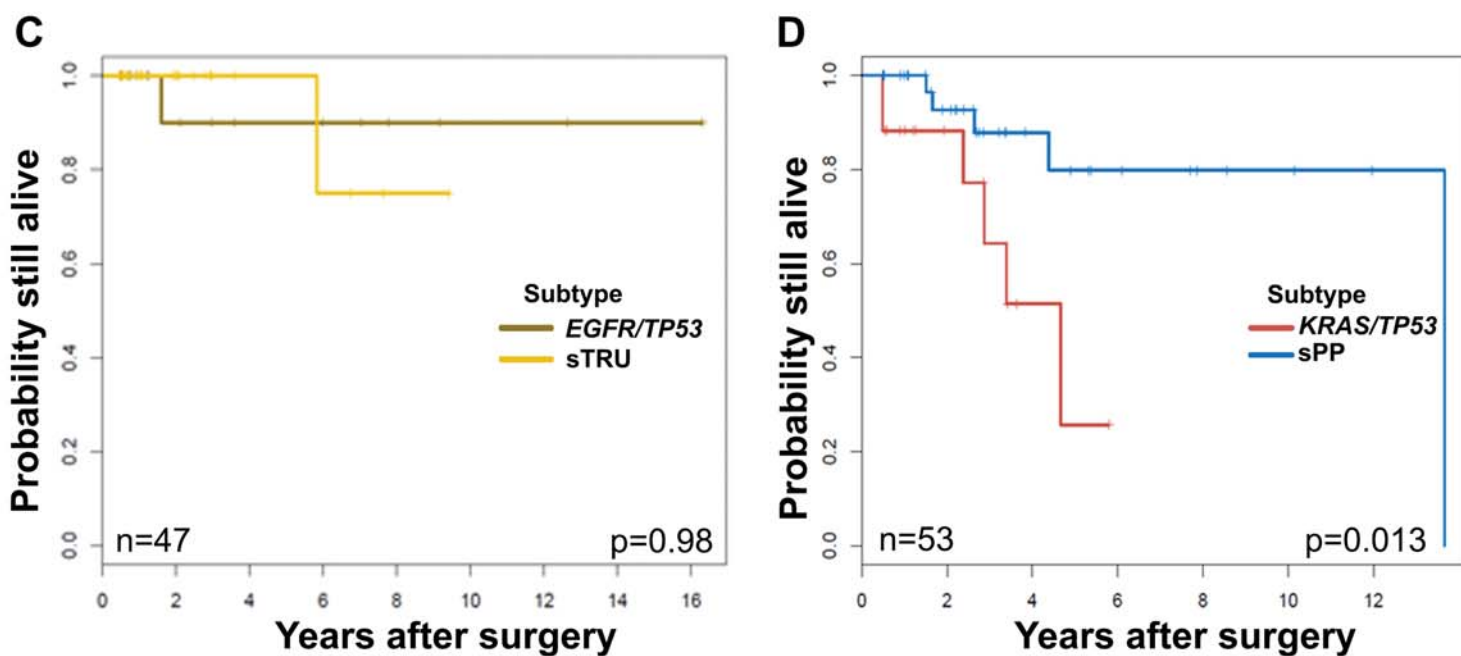 C
Probability still alive
1.0
0.8
0.6
0.4
0.2
0.0
Subtype
EGFR/TP53
sTRU
n=47
p=0.98
0 2 4 6 8 10 12 14 16
Years after surgery
D
Probability still alive
1.0
0.8
0.6
0.4
0.2
0.0
Subtype
KRAS/TP53
sPP
n=53
p=0.013
0 2 4 6 8 10 12
Years after surgery